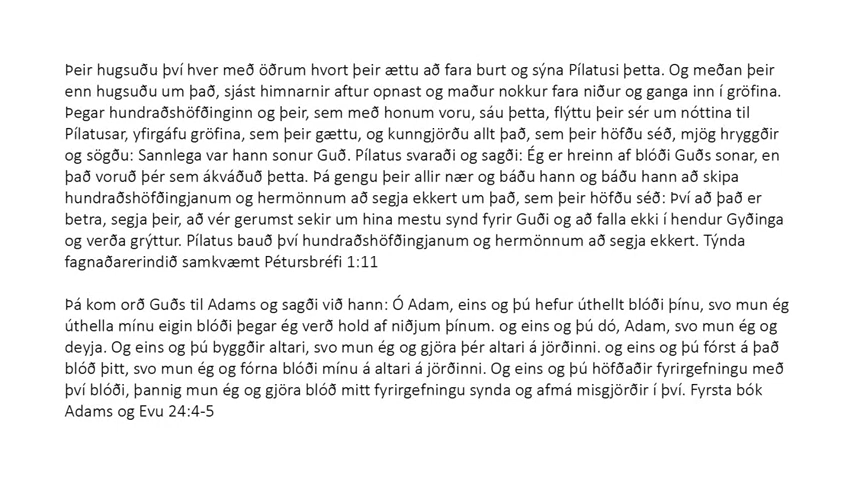 Þeir hugsuðu því hver með öðrum hvort þeir ættu að fara burt og sýna Pílatusi þetta. Og meðan þeir
enn hugsuðu um það, sjást himnarnir aftur opnast og maður nokkur fara niður og ganga inn í gröfina.
Þegar hundraðshöfðinginn og þeir, sem með honum voru, sáu þetta, flýttu þeir sér um nóttina til
Pílatusar, yfirgáfu gröfina, sem þeir gættu, og kunngjörðu allt það, sem þeir höfðu séð, mjög hryggðir
og sögðu: Sannlega var hann sonur Guð. Pílatus svaraði og sagði: Ég er hreinn af blóði Guðs sonar, en
það voruð þér sem ákváðuð þetta. Þá gengu þeir allir nær og báðu hann og báðu hann að skipa
hundraðshöfðingjanum og hermönnum að segja ekkert um það, sem þeir höfðu séð: Því að það er
betra, segja þeir, að vér gerumst sekir um hina mestu synd fyrir Guði og að falla ekki í hendur Gyðinga
og verða grýttur. Pílatus bauð því hundraðshöfðingjanum og hermönnum að segja ekkert. Týnda
fagnaðarerindið samkvæmt Pétursbréfi 1:11
Þá kom orð Guðs til Adams og sagði við hann: Ó Adam, eins og þú hefur úthellt blóði þínu, svo mun ég
úthella mínu eigin blóði þegar ég verð hold af niðjum þínum. og eins og þú dó, Adam, svo mun ég og
deyja. Og eins og þú byggðir altari, svo mun ég og gjöra þér altari á jörðinni. og eins og þú fórst á það
blóð þitt, svo mun ég og fórna blóði mínu á altari á jörðinni. Og eins og þú höfðaðir fyrirgefningu með
því blóði, þannig mun ég og gjöra blóð mitt fyrirgefningu synda og afmá misgjörðir í því. Fyrsta bók
Adams og Evu 24:4-5